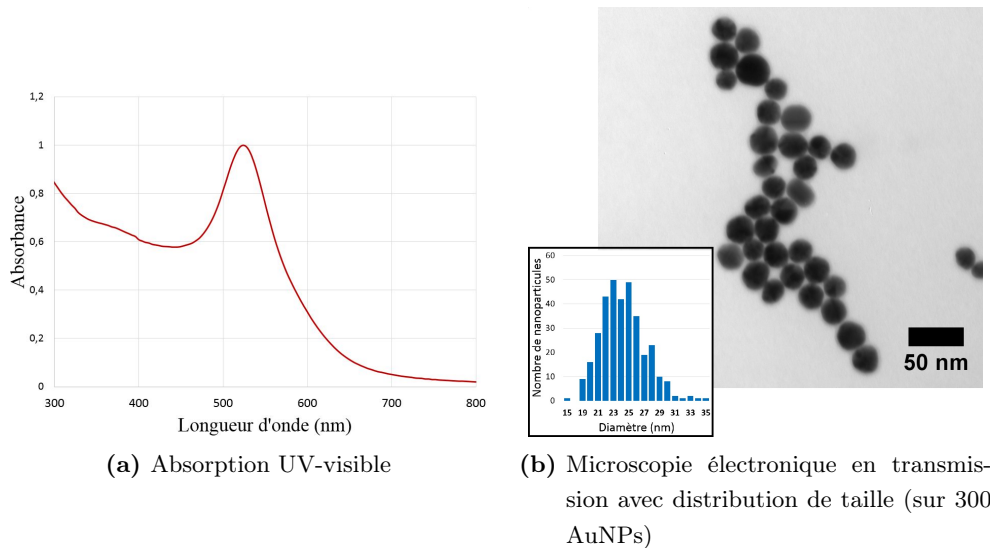 1,2
1
0,8
0,6
0,4
0,2
0
Absorbance
300 400 500 600 700 800
Longueur d'onde (nm)
(a) Absorption UV-visible
50 nm
60
50
40
30
20
10
0
Nombre de nanoparticules
15 19 21 23 25 27 29 31 33 35
Diamètre (nm)
(b) Microscopie électronique en transmis-
sion avec distribution de taille (sur 300
AuNPs)